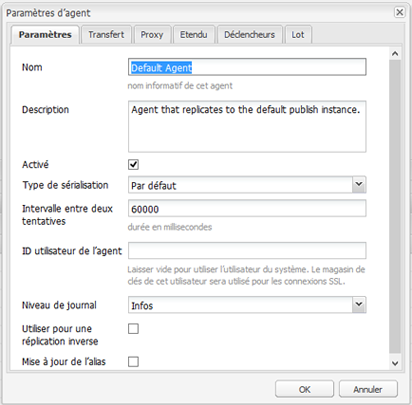 Paramètres d'agent
Paramètres Transfert Proxy Etendu Déclencheurs Lot
Nom
Default Agent
nom informatif de cet agent
Description
Agent that replicates to the default publish instance.
Activé
Type de sérialisation
Par défaut
Intervalle entre deux tentatives
60000
durée en millisecondes
ID utilisateur de l'agent
Laisser vide pour utiliser l'utilisateur du système. Le magasin de
clés de cet utilisateur sera utilisé pour les connexions SSL.
Niveau de journal
Infos
Utiliser pour une
réplication inverse
Mise à jour de l'alias
OK Annuler